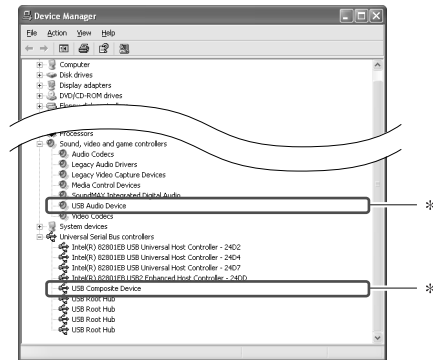 Device Manager
File Action View Help
Computer
Disk drives
Display adapters
DVD/CD-ROM drives
Processors
Sound, video and game controllers
Audio Codecs
Legacy Audio Drivers
Legacy Video Capture Devices
Media Control Devices
SoundMAX Integrated Digital Audio
USB Audio Device
*
Video Codecs
System devices
Universal Serial Bus controllers
Intel(R) 82801EB USB Universal Host Controller - 24D2
Intel(R) 82801EB USB Universal Host Controller - 24D4
Intel(R) 82801EB USB Universal Host Controller - 24D7
Intel(R) 82801EB USB2 Enhanced Host Controller - 24DD
USB Composite Device
*
USB Root Hub
USB Root Hub
USB Root Hub
USB Root Hub